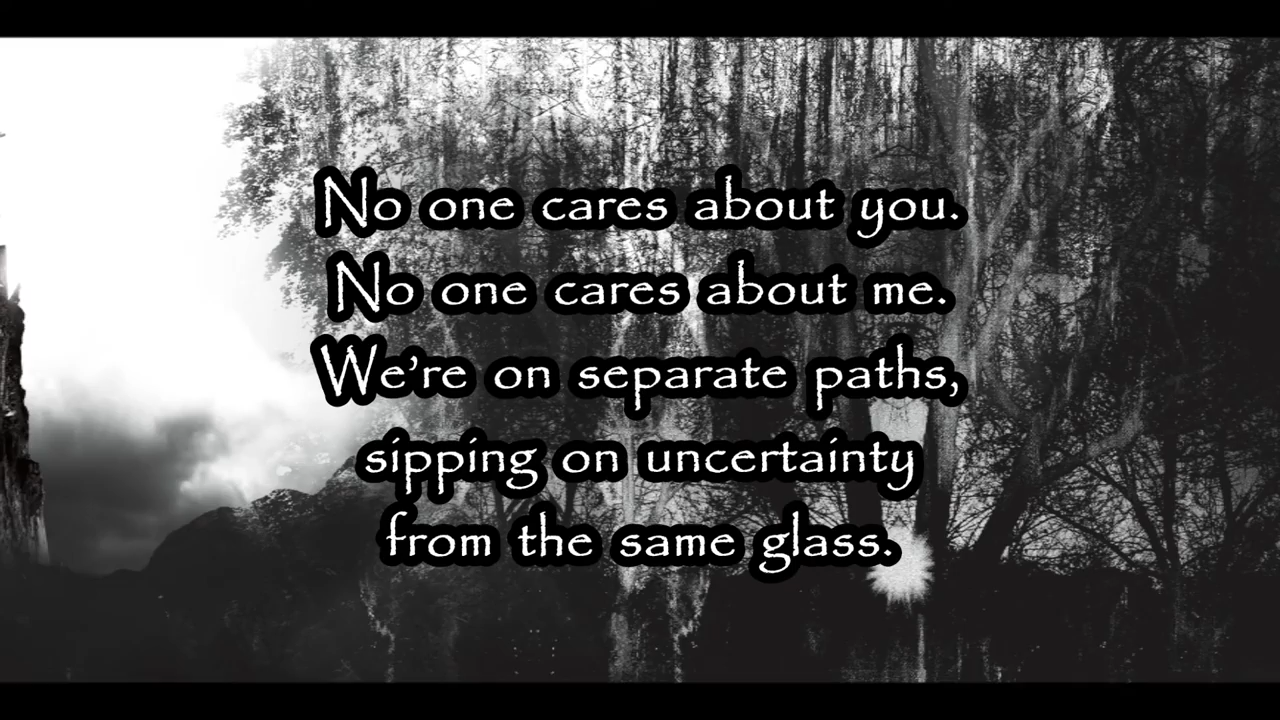 No one cares about you.
No one cares about me.
We’re on separate paths,
sipping on uncertainty
from the same glass.